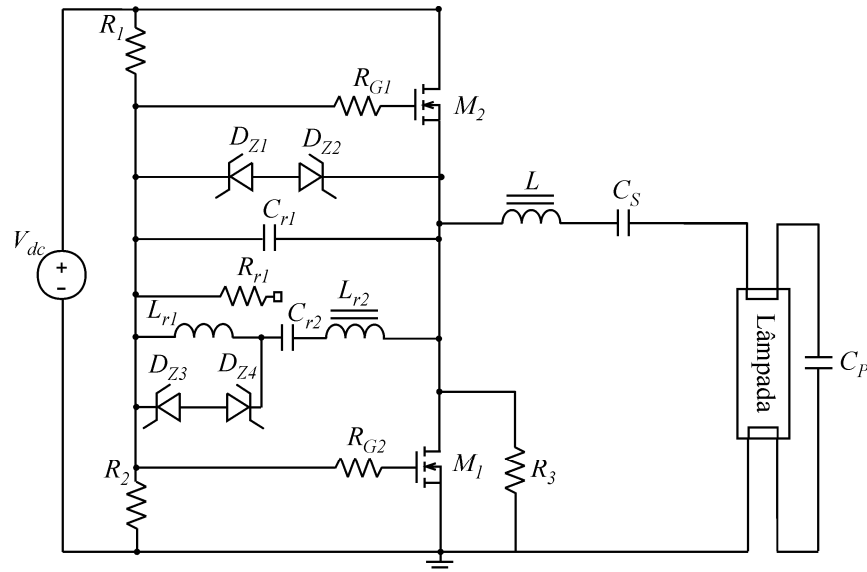 R1
RG1
M2
DZ1
DZ2
L
CS
Cr1
Vdc
+
-
Rr1
Lr1
Cr2
Lr2
Lâmpada
CP
DZ3
DZ4
RG2
M1
R2
R3